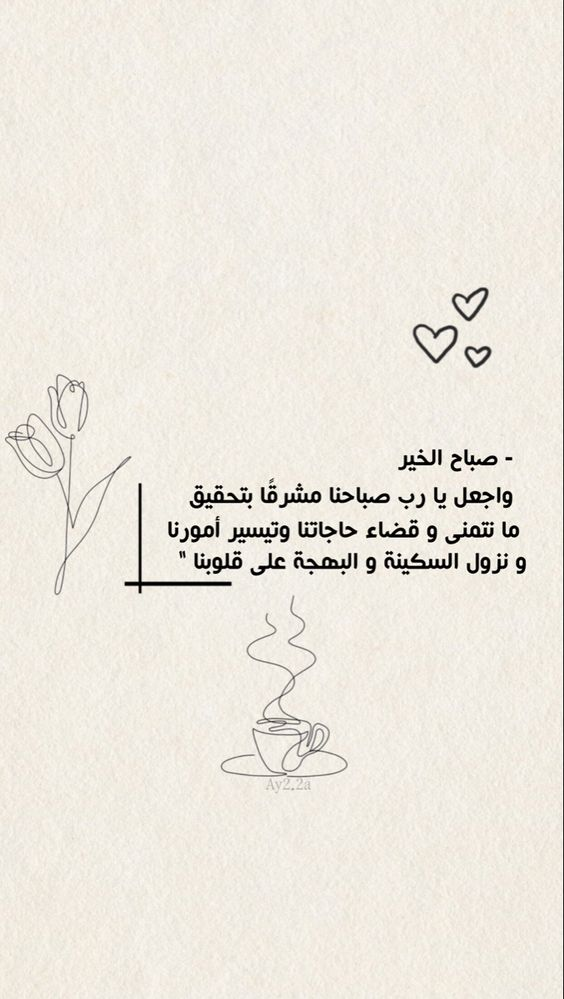 - صباح الخير
واجعل يا رب صباحنا مشرقًا بتحقيق
ما نتمنى و قضاء حاجاتنا وتيسير أمورنا
و نزول السكينة و البهجة على قلوبنا "
Ay2.2a